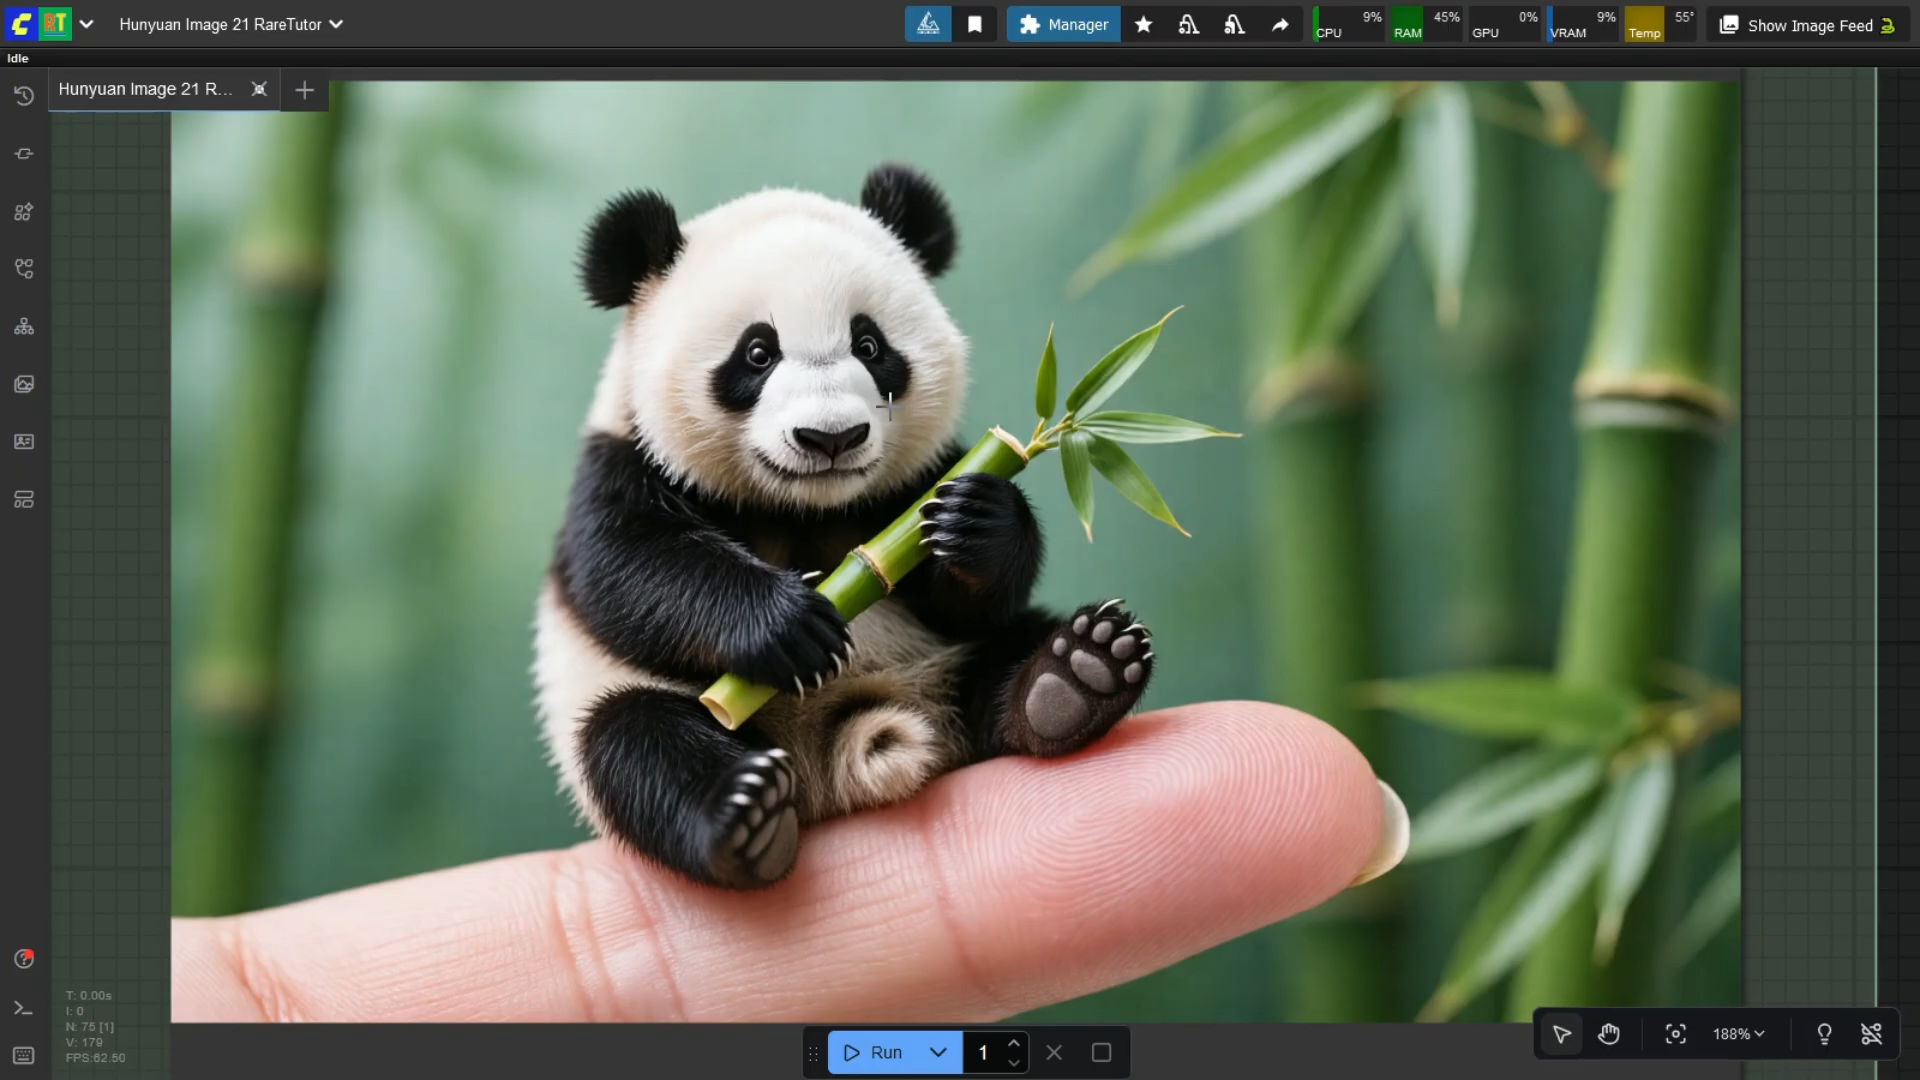 RT
Hunyuan Image 21 RareTutor
Manager
9%
CPU
45%
RAM
0%
GPU
9%
VRAM
55°
Temp
Show Image Feed
Idle
Hunyuan Image 21 R...
T: 0.00s
I: 0
N: 75 [1]
V: 179
FPS:62.50
Run
1
188%